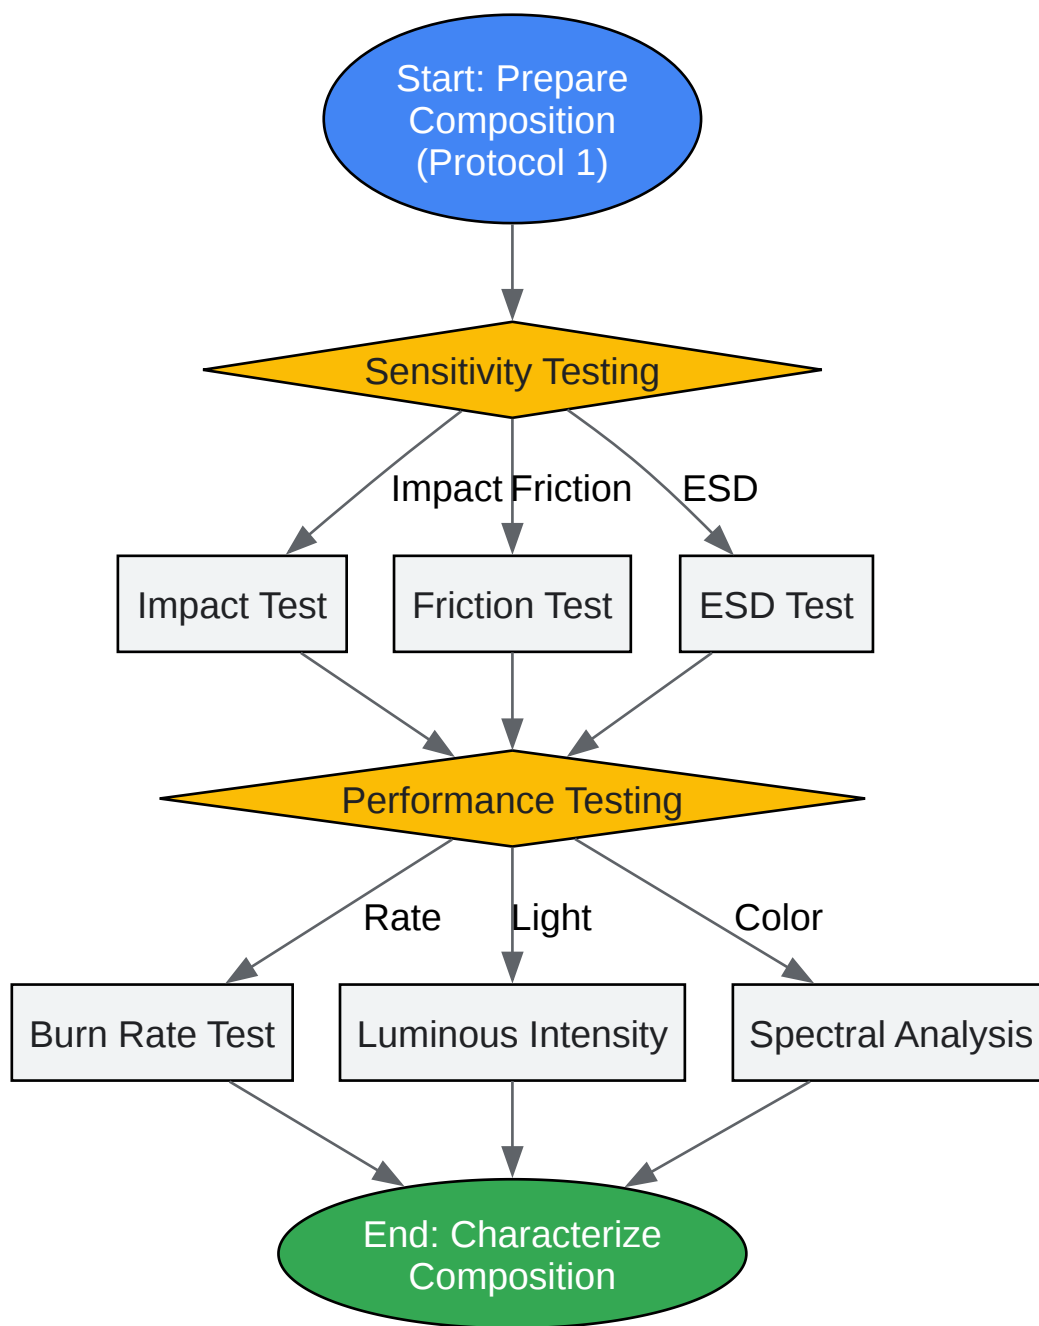 Start: Prepare
Composition
(Protocol 1)
Sensitivity Testing
Impact
Friction
ESD
Impact Test
Friction Test
ESD Test
Performance Testing
Rate
Light
Color
Burn Rate Test
Luminous Intensity
Spectral Analysis
End: Characterize
Composition